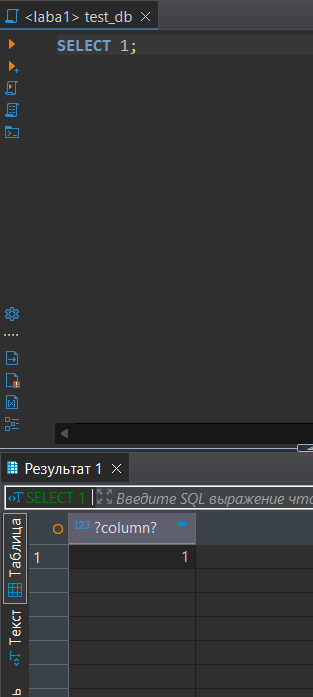 <laba1> test_db
SELECT 1;
Результат 1
SELECT 1
Введите SQL выражение что
123 ?column?
1 1
Таблица
Текст